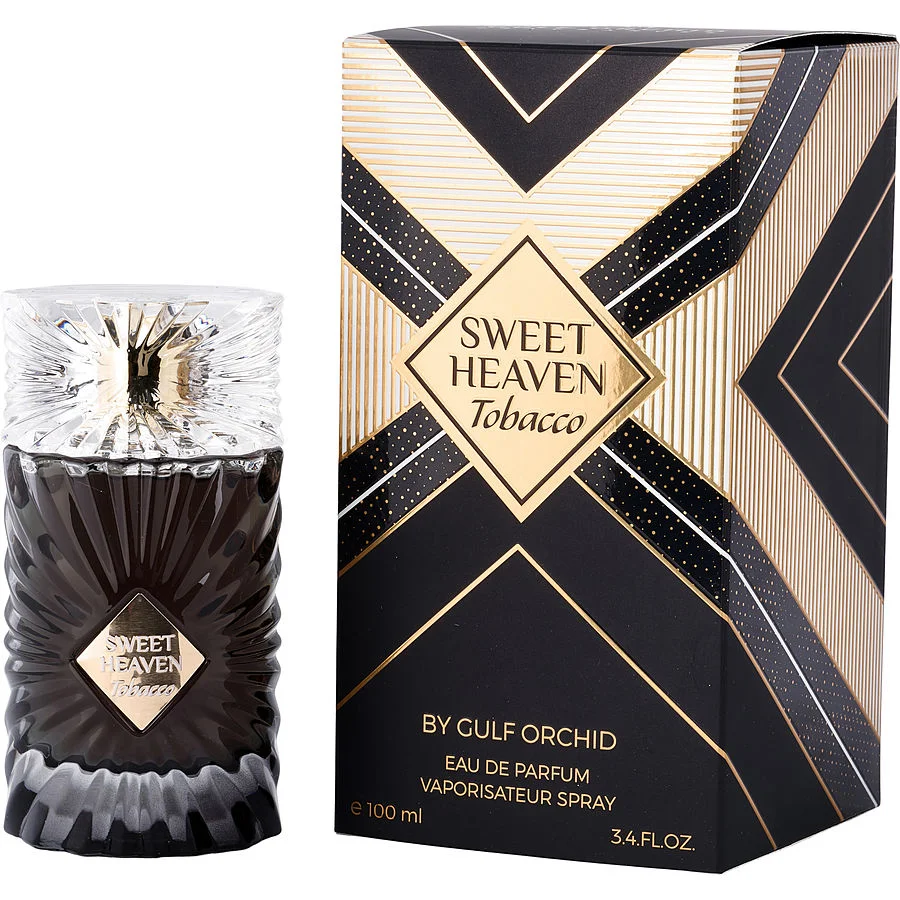 SWEET
HEAVEN
Tobacco
BY GULF ORCHID
EAU DE PARFUM
VAPORISATEUR SPRAY
e 100 ml
3.4.FL.OZ.
SWEET
HEAVEN
Tobacco